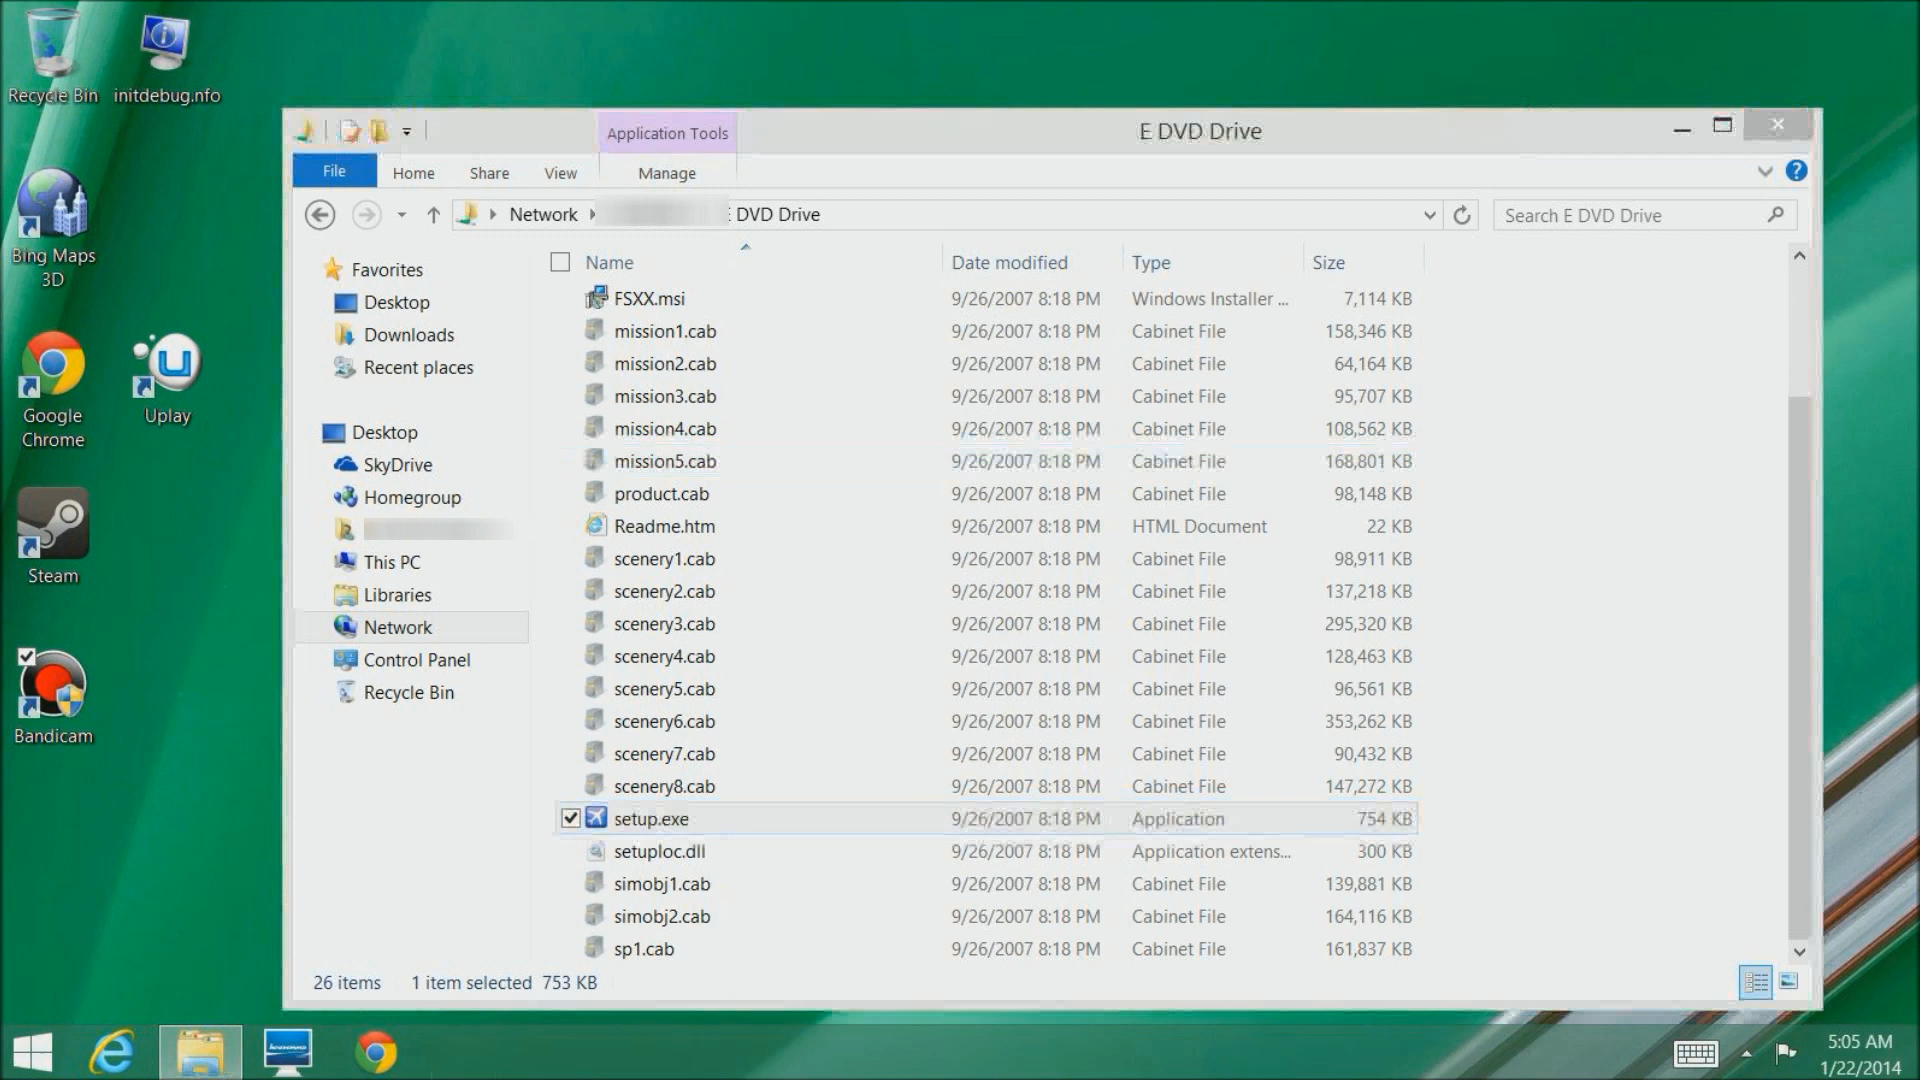 Recycle Bin
initdebug.nfo
Bing Maps
3D
Google
Chrome
Uplay
Steam
Bandicam
Application Tools
E DVD Drive
File
Home
Share
View
Manage
Network
E DVD Drive
Search E DVD Drive
Favorites
Desktop
Downloads
Recent places
Desktop
SkyDrive
Homegroup
This PC
Libraries
Network
Control Panel
Recycle Bin
Name Date modified Type Size
FSXX.msi 9/26/2007 8:18 PM Windows Installer ... 7,114 KB
mission1.cab 9/26/2007 8:18 PM Cabinet File 158,346 KB
mission2.cab 9/26/2007 8:18 PM Cabinet File 64,164 KB
mission3.cab 9/26/2007 8:18 PM Cabinet File 95,707 KB
mission4.cab 9/26/2007 8:18 PM Cabinet File 108,562 KB
mission5.cab 9/26/2007 8:18 PM Cabinet File 168,801 KB
product.cab 9/26/2007 8:18 PM Cabinet File 98,148 KB
Readme.htm 9/26/2007 8:18 PM HTML Document 22 KB
scenery1.cab 9/26/2007 8:18 PM Cabinet File 98,911 KB
scenery2.cab 9/26/2007 8:18 PM Cabinet File 137,218 KB
scenery3.cab 9/26/2007 8:18 PM Cabinet File 295,320 KB
scenery4.cab 9/26/2007 8:18 PM Cabinet File 128,463 KB
scenery5.cab 9/26/2007 8:18 PM Cabinet File 96,561 KB
scenery6.cab 9/26/2007 8:18 PM Cabinet File 353,262 KB
scenery7.cab 9/26/2007 8:18 PM Cabinet File 90,432 KB
scenery8.cab 9/26/2007 8:18 PM Cabinet File 147,272 KB
setup.exe 9/26/2007 8:18 PM Application 754 KB
setuploc.dll 9/26/2007 8:18 PM Application extens... 300 KB
simobj1.cab 9/26/2007 8:18 PM Cabinet File 139,881 KB
simobj2.cab 9/26/2007 8:18 PM Cabinet File 164,116 KB
sp1.cab 9/26/2007 8:18 PM Cabinet File 161,837 KB
26 items 1 item selected 753 KB
5:05 AM
1/22/2014